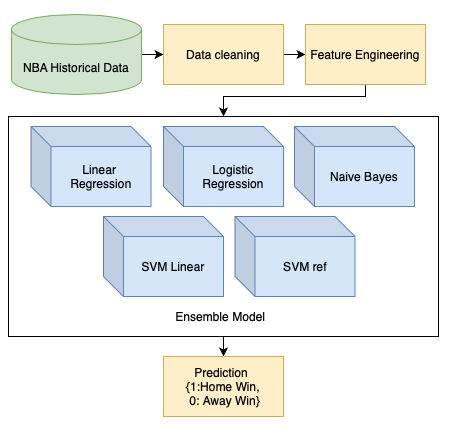 NBA Historical Data
Data cleaning
Feature Engineering
Linear
Regression
Logistic
Regression
Naive Bayes
SVM Linear
SVM ref
Ensemble Model
Prediction
{1:Home Win,
0: Away Win}